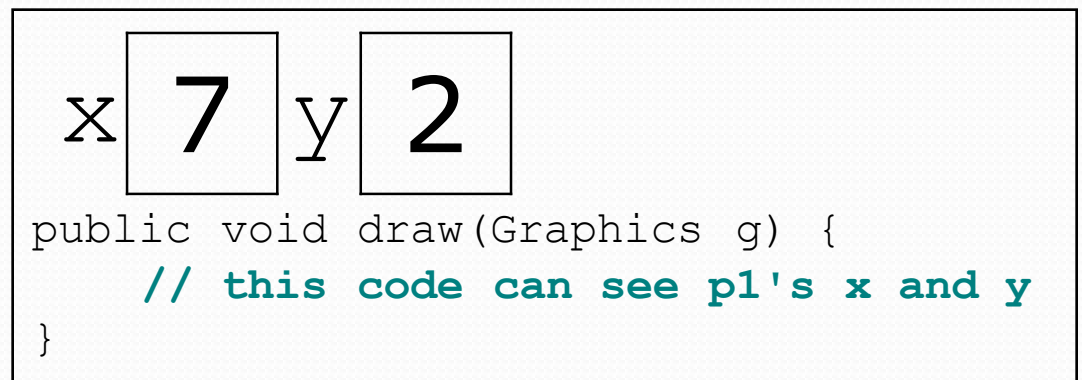 x 7 y 2
public void draw(Graphics g) {
    // this code can see p1's x and y
}